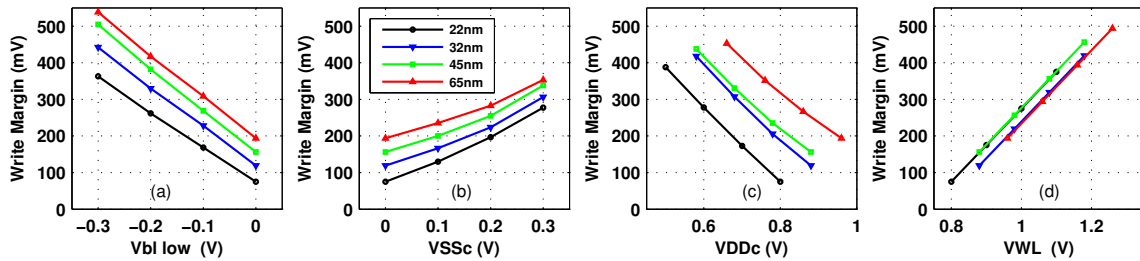 Write Margin (mV)
500
400
300
200
100
0
(a)
−0.3 −0.2 −0.1 0
Vbl low (V)
Write Margin (mV)
500
400
300
200
100
0
22nm
32nm
45nm
65nm
(b)
0 0.1 0.2 0.3
VSSc (V)
Write Margin (mV)
500
400
300
200
100
0
(c)
0.6 0.8 1
VDDc (V)
Write Margin (mV)
500
400
300
200
100
0
(d)
0.8 1 1.2
VWL (V)